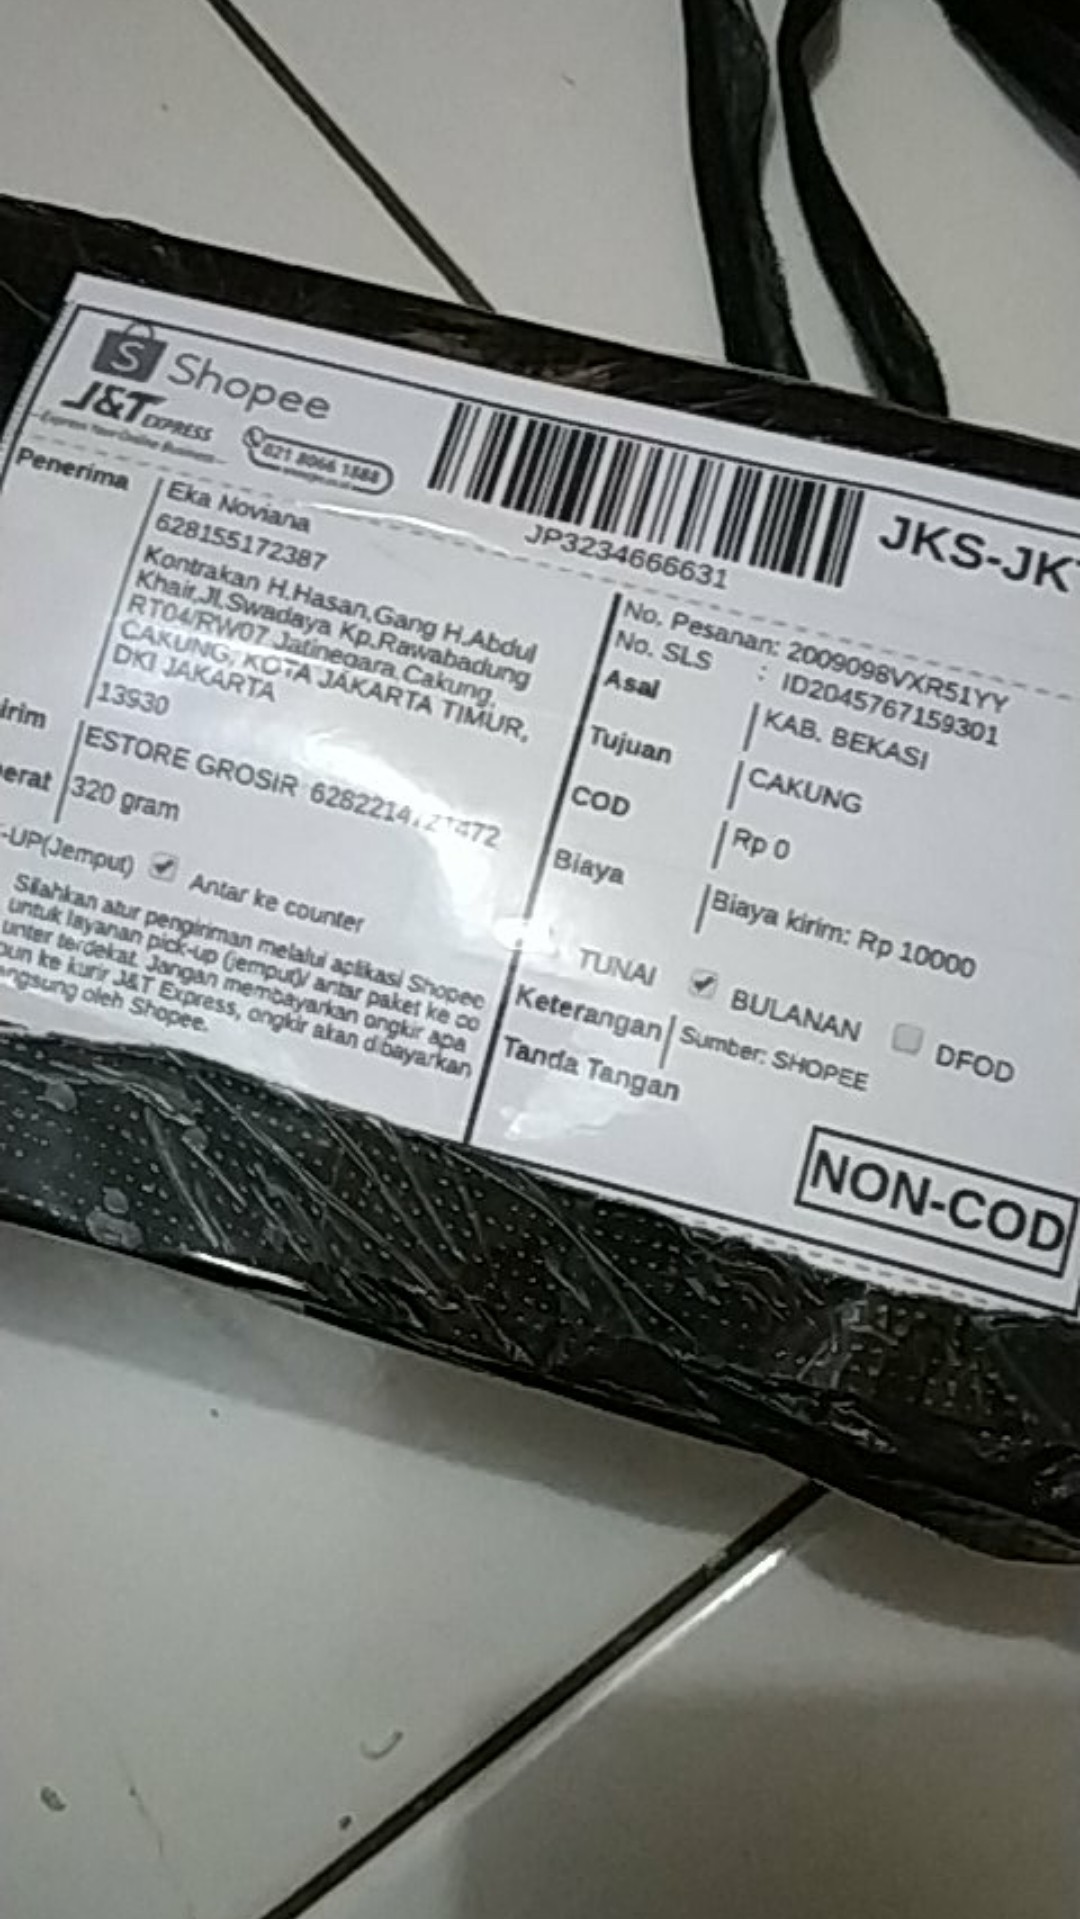 Shopee
J&T EXPRESS
Express Your Online Business
021 8066 1888
JP3234666631
JKS-JK
Penerima
Eka Noviana
628155172387
Kontrakan H.Hasan,Gang H.Abdul
Khair,Jl.Swadaya Kp.Rawabadung
RT04/RW07.Jatinegara,Cakung,
CAKUNG, KOTA JAKARTA TIMUR,
DKI JAKARTA
13930
irim ESTORE GROSIR
erat 320 gram
-UP(Jemput) Antar ke counter
Silahkan atur pengiriman melalui aplikasi Shopee
untuk layanan pick-up (jemput)/ antar paket ke co
unter terdekat. Jangan membayarkan ongkir apa
pun ke kurir J&T Express, ongkir akan dibayarkan
angsung oleh Shopee.
No. Pesanan: 2009098VXR51YY
No. SLS : ID2045767159301
Asal KAB. BEKASI
Tujuan CAKUNG
COD Rp 0
Biaya Biaya kirim: Rp 10000
TUNAI BULANAN DFOD
Keterangan Sumber: SHOPEE
Tanda Tangan
NON-COD